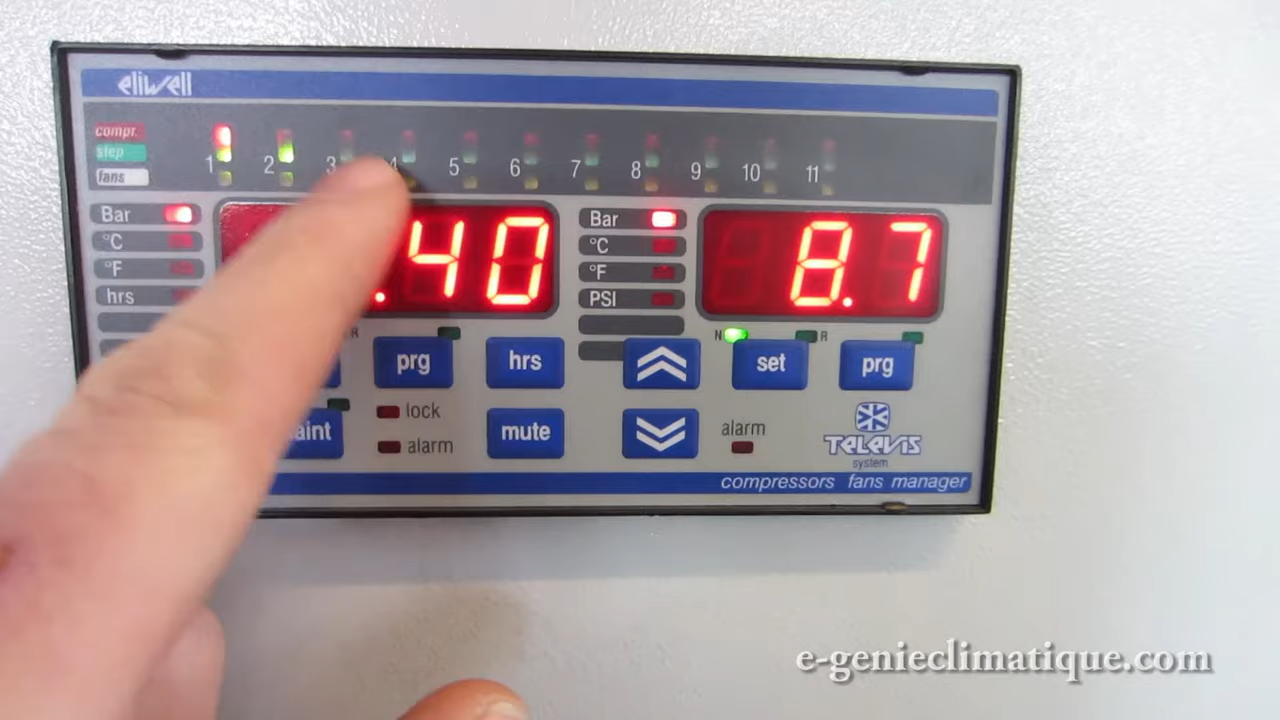 eliwell
compr.
step
fans
1 2 3 4 5 6 7 8 9 10 11
Bar
°C
°F
hrs
.40
Bar
°C
°F
PSI
8.7
R
N
R
prg
hrs
set
prg
lock
alarm
mute
alarm
TELEVIS
system
compressors fans manager
e-genieclimatique.com